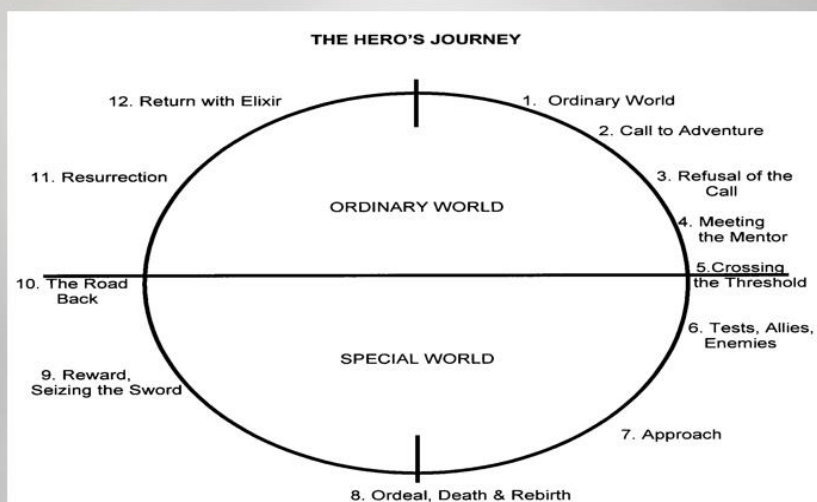 THE HERO'S JOURNEY
1. Ordinary World
2. Call to Adventure
3. Refusal of the
Call
4. Meeting
the Mentor
5.Crossing
the Threshold
6. Tests, Allies,
Enemies
7. Approach
8. Ordeal, Death & Rebirth
9. Reward,
Seizing the Sword
10. The Road
Back
11. Resurrection
12. Return with Elixir
ORDINARY WORLD
SPECIAL WORLD